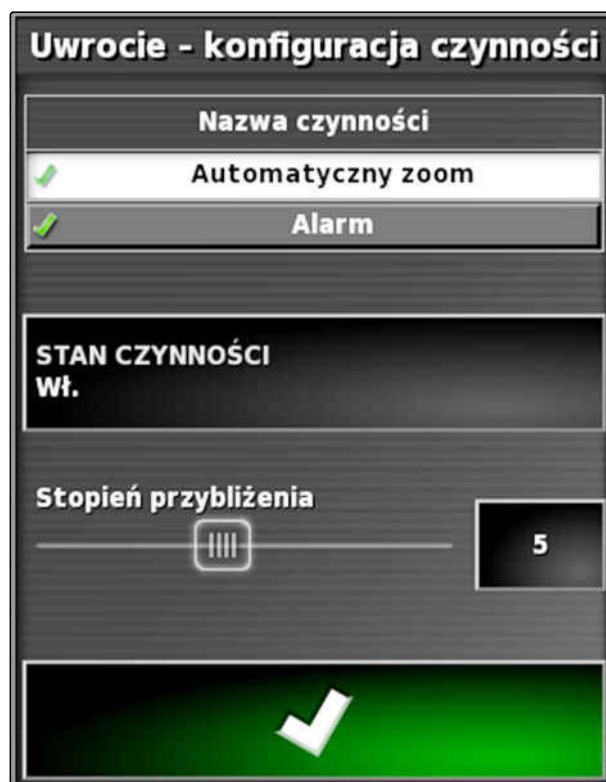 Uwrocie – konfiguracja czynności
Nazwa czynności
Automatyczny zoom
Alarm
STAN CZYNNOŚCI
Wł.
Stopień przybliżenia
5